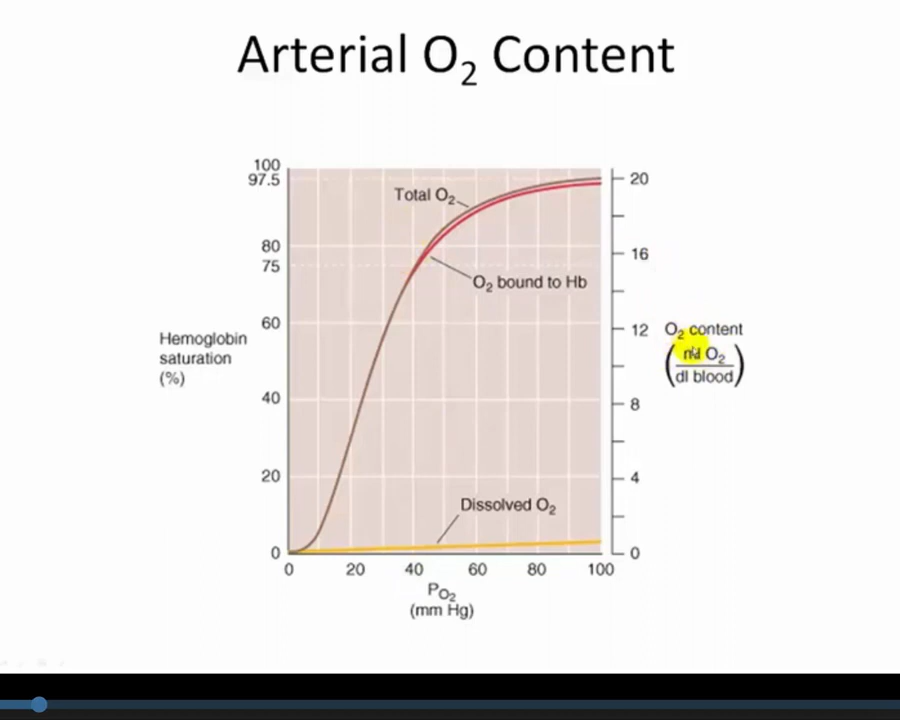 Arterial O₂ Content
100
97.5
80
75
60
40
20
0
Hemoglobin
saturation
(%)
Total O₂
O₂ bound to Hb
Dissolved O₂
20
16
12
8
4
0
O₂ content
O₂
dl blood
0 20 40 60 80 100
PO₂
(mm Hg)